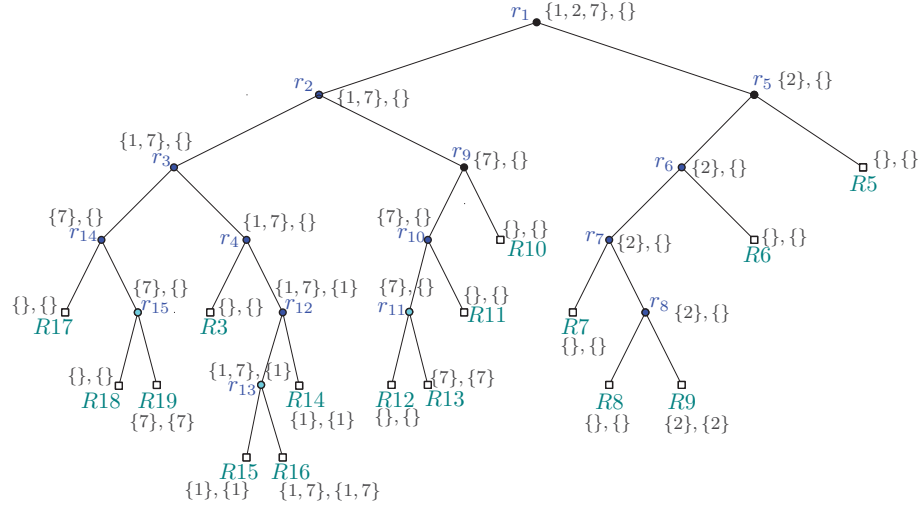 r1 {1, 2, 7}, {}
r2 {1, 7}, {}
r5 {2}, {}
{1, 7}, {}
r3
r9 {7}, {}
r6 {2}, {}
{}, {}
R5
{7}, {}
r14
{1, 7}, {}
r4
{7}, {}
r10
{}, {}
R10
r7 {2}, {}
{}, {}
R6
{}, {}
R17
{7}, {}
r15
{}, {}
R3
{1, 7}, {1}
r12
{7}, {}
r11
{}, {}
R11
R7
{}, {}
r8 {2}, {}
{}, {}
R18
R19
{7}, {7}
{1, 7}, {1}
r13
R14
{1}, {1}
R12
{}, {}
{7}, {7}
R13
R8
{}, {}
R9
{2}, {2}
R15
{1}, {1}
R16
{1, 7}, {1, 7}